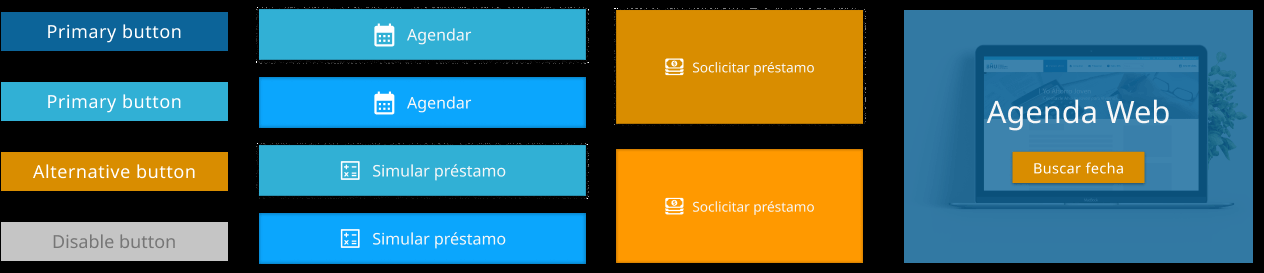 Primary button
Primary button
Alternative button
Disable button
Agendar
Agendar
Simular préstamo
Simular préstamo
Soclicitar préstamo
Soclicitar préstamo
Agenda Web
Buscar fecha